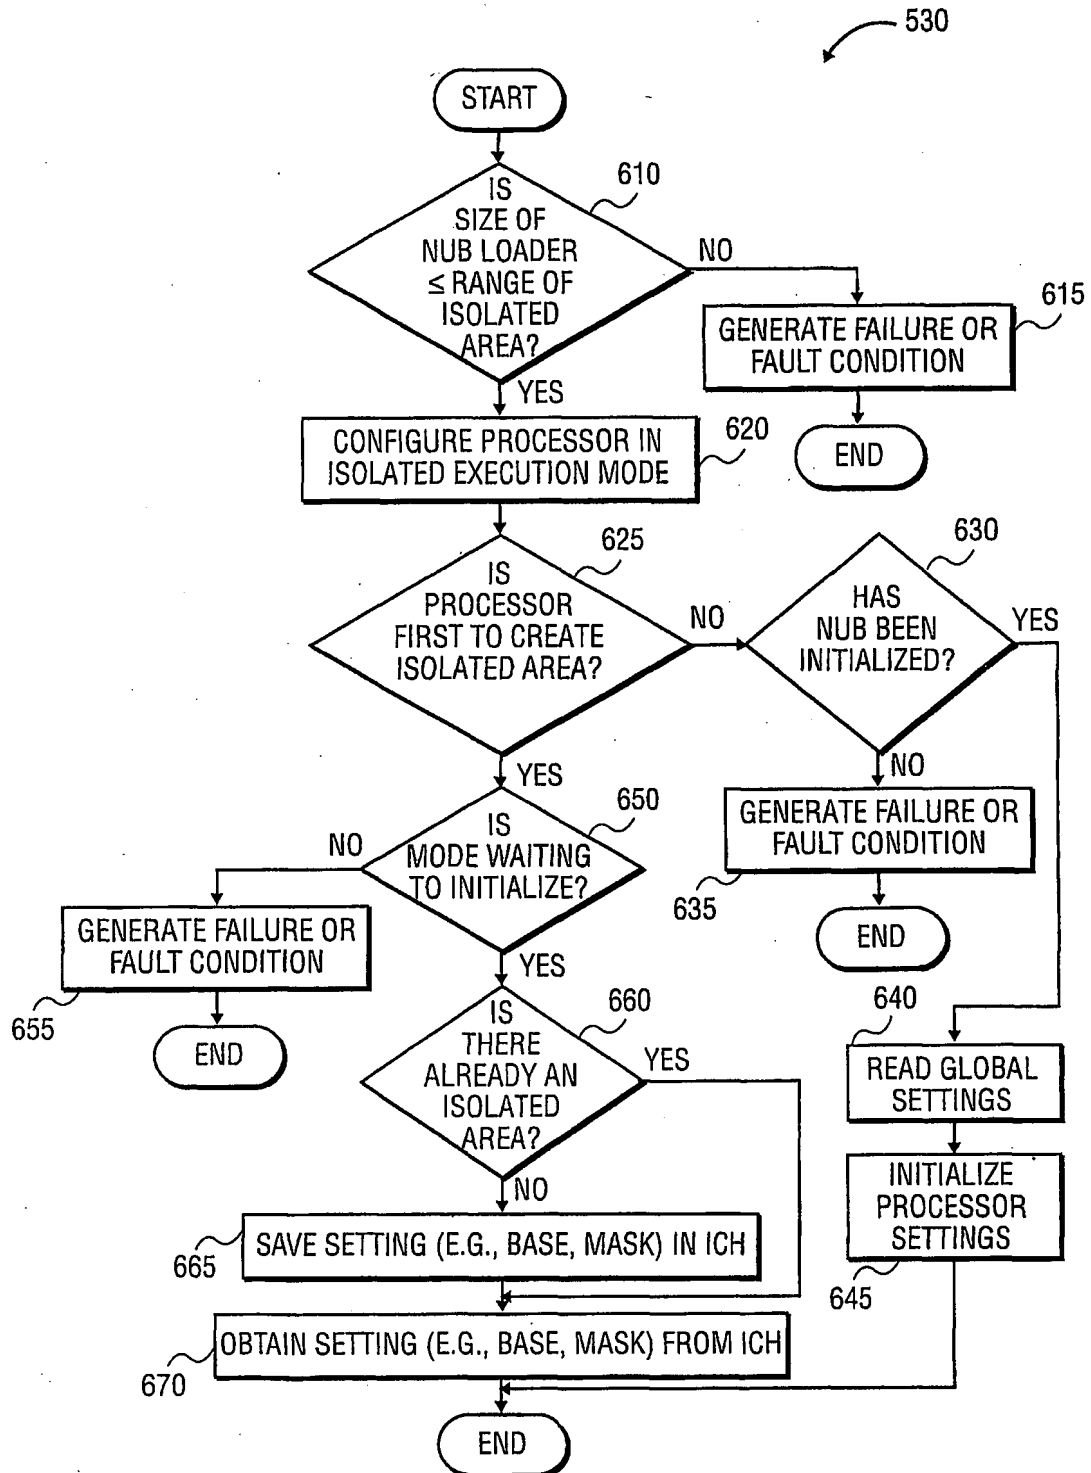 530
START
610
IS
SIZE OF
NUB LOADER
≤ RANGE OF
ISOLATED
AREA?
NO
615
GENERATE FAILURE OR
FAULT CONDITION
END
YES
620
CONFIGURE PROCESSOR IN
ISOLATED EXECUTION MODE
625
IS
PROCESSOR
FIRST TO CREATE
ISOLATED AREA?
NO
630
HAS
NUB BEEN
INITIALIZED?
YES
NO
GENERATE FAILURE OR
FAULT CONDITION
635
END
YES
650
IS
MODE WAITING
TO INITIALIZE?
NO
GENERATE FAILURE OR
FAULT CONDITION
655
END
YES
660
IS
THERE
ALREADY AN
ISOLATED
AREA?
YES
640
READ GLOBAL
SETTINGS
INITIALIZE
PROCESSOR
SETTINGS
645
NO
SAVE SETTING (E.G., BASE, MASK) IN ICH
665
OBTAIN SETTING (E.G., BASE, MASK) FROM ICH
670
END